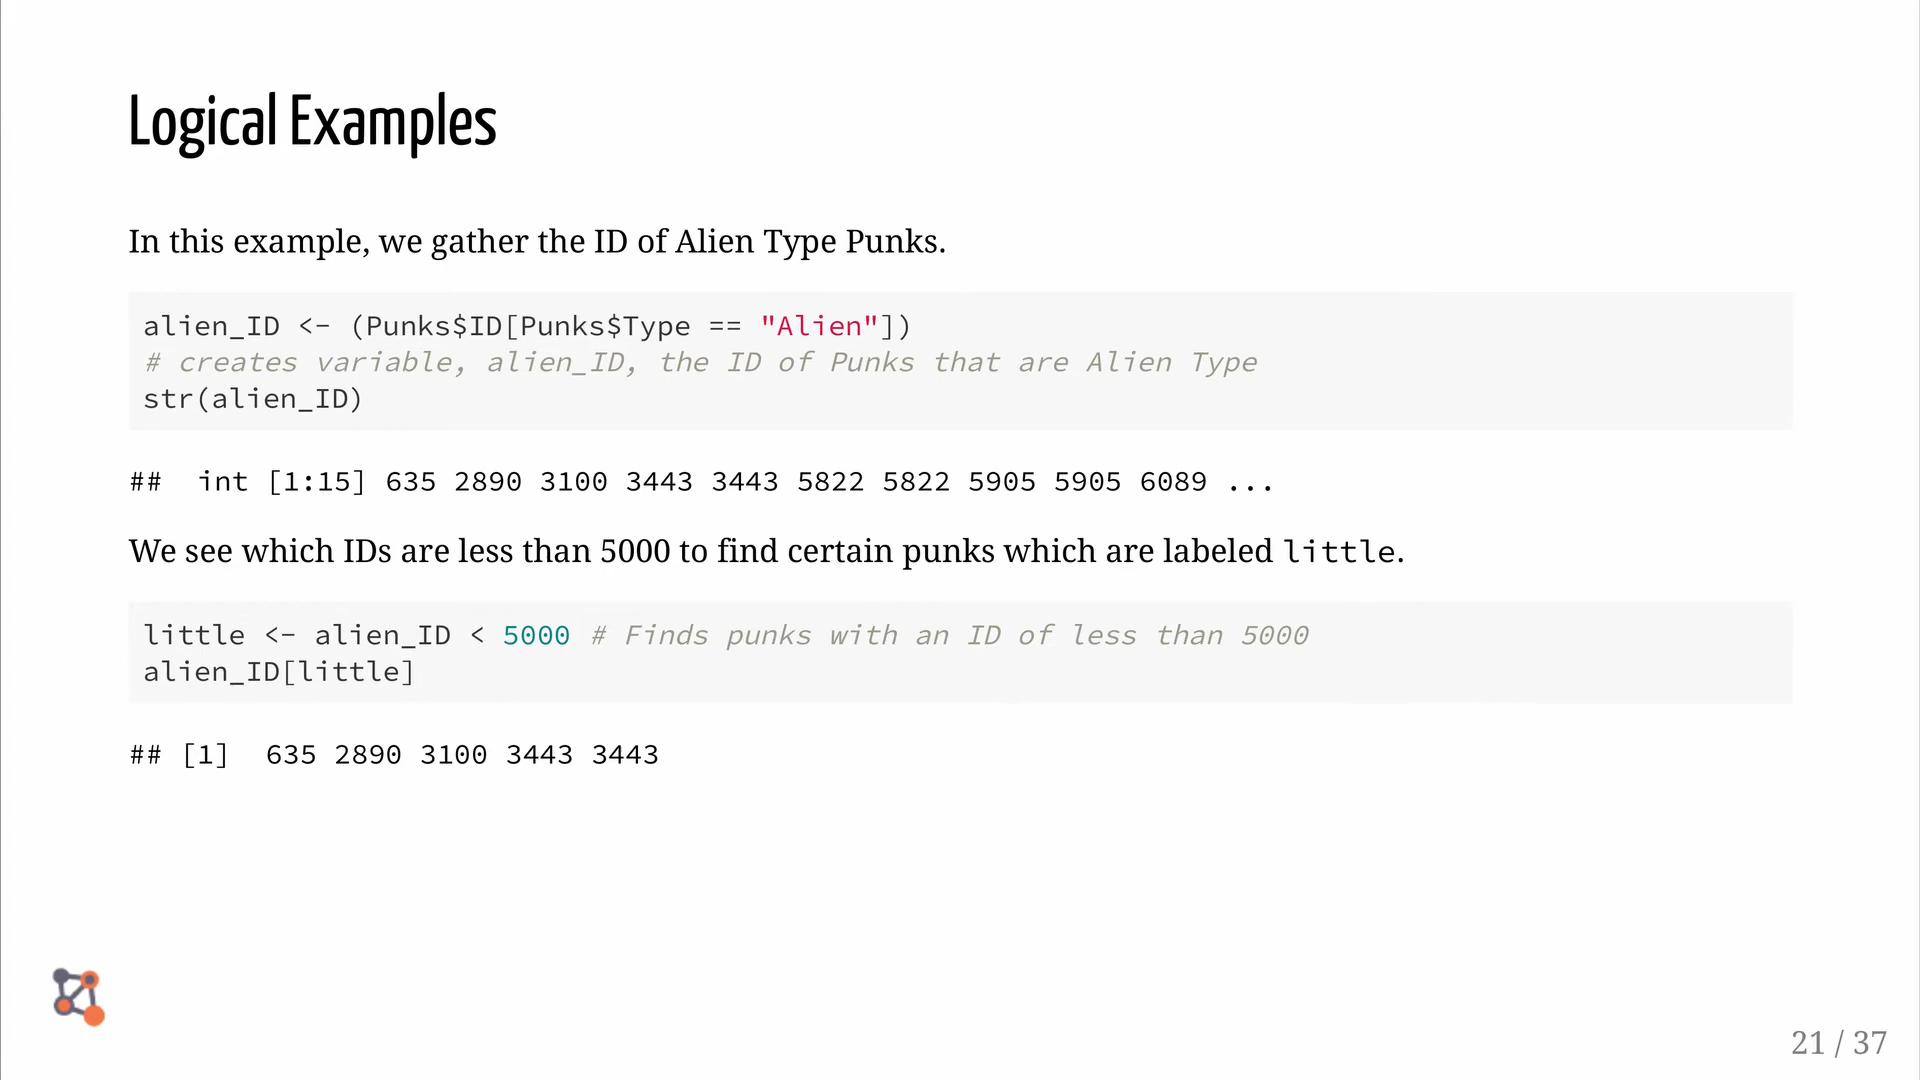 Logical Examples
In this example, we gather the ID of Alien Type Punks.
alien_ID <- (Punks$ID[Punks$Type == "Alien"])
# creates variable, alien_ID, the ID of Punks that are Alien Type
str(alien_ID)
##  int [1:15] 635 2890 3100 3443 3443 5822 5822 5905 5905 6089 ...
We see which IDs are less than 5000 to find certain punks which are labeled little.
little <- alien_ID < 5000 # Finds punks with an ID of less than 5000
alien_ID[little]
## [1]  635 2890 3100 3443 3443
21 / 37